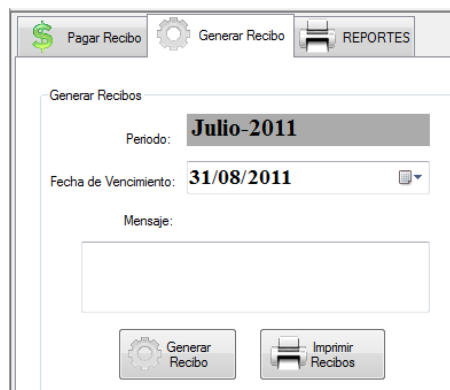 Pagar Recibo
Generar Recibo
REPORTES
Generar Recibos
Periodo:
Julio-2011
Fecha de Vencimiento:
31/08/2011
Mensaje:
Generar
Recibo
Imprimir
Recibos